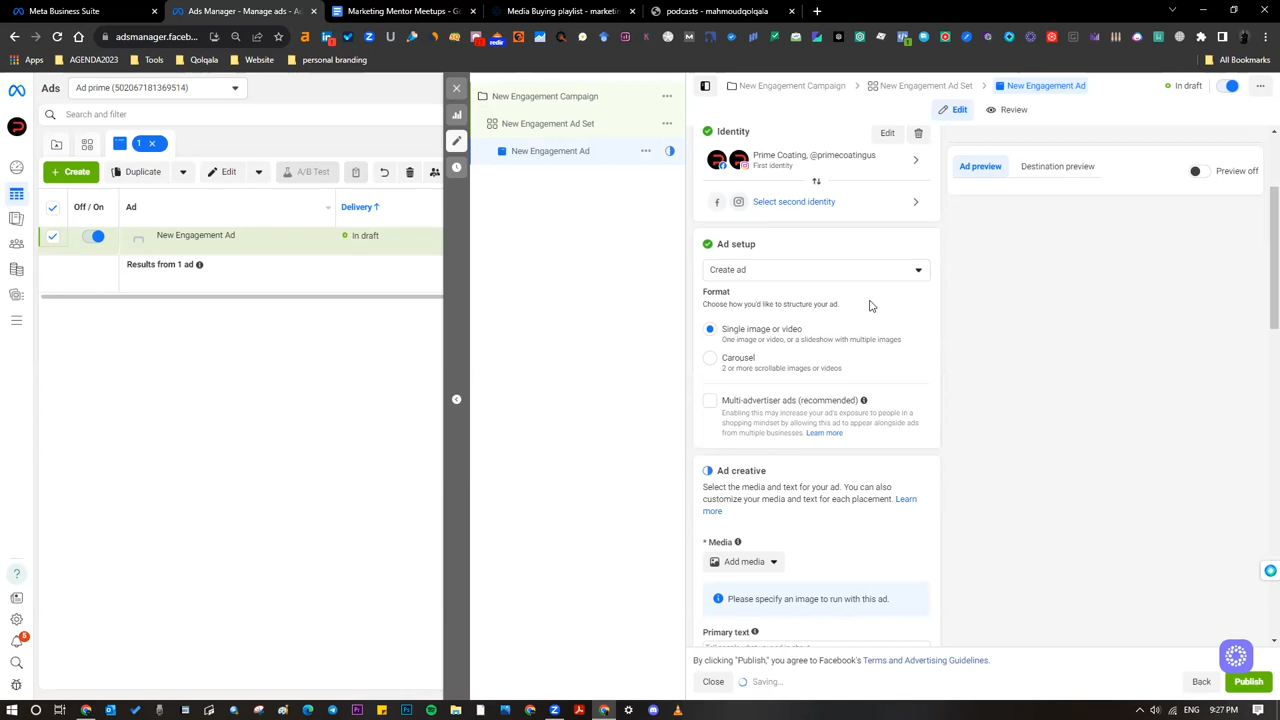 Meta Business Suite
Ads Manager - Manage ads - Ac
Marketing Mentor Meetups - Go
Media Buying playlist - marketin
podcasts - marketing mentor
adsmanager.face...
Apps
AGENDA2023
Tools
Qolqala
Website
personal branding
All Bookmarks
Ads
Ad prime (502067181369514)
Search and filter
1
Create
Duplicate
Edit
A/B Test
Off / On
Ad
Delivery ↑
New Engagement Ad
In draft
Results from 1 ad
New Engagement Campaign
New Engagement Ad Set
New Engagement Ad
New Engagement Campaign
New Engagement Ad Set
New Engagement Ad
In draft
Edit
Review
Identity
Edit
Prime Coating, @primecoatingus
First identity
Select second identity
Ad setup
Create ad
Format
Choose how you'd like to structure your ad.
Single image or video
One image or video, or a slideshow with multiple images
Carousel
2 or more scrollable images or videos
Multi-advertiser ads (recommended)
Enabling this may increase your ad's exposure to people in a
shopping mindset by allowing this ad to appear alongside ads
from multiple businesses. Learn more
Ad creative
Select the media and text for your ad. You can also
customize your media and text for each placement. Learn
more
* Media
Add media
Please specify an image to run with this ad.
Primary text
Ad preview
Destination preview
Preview off
By clicking "Publish," you agree to Facebook's Terms and Advertising Guidelines.
Close
Saving...
Back
Publish
5
9:27 PM